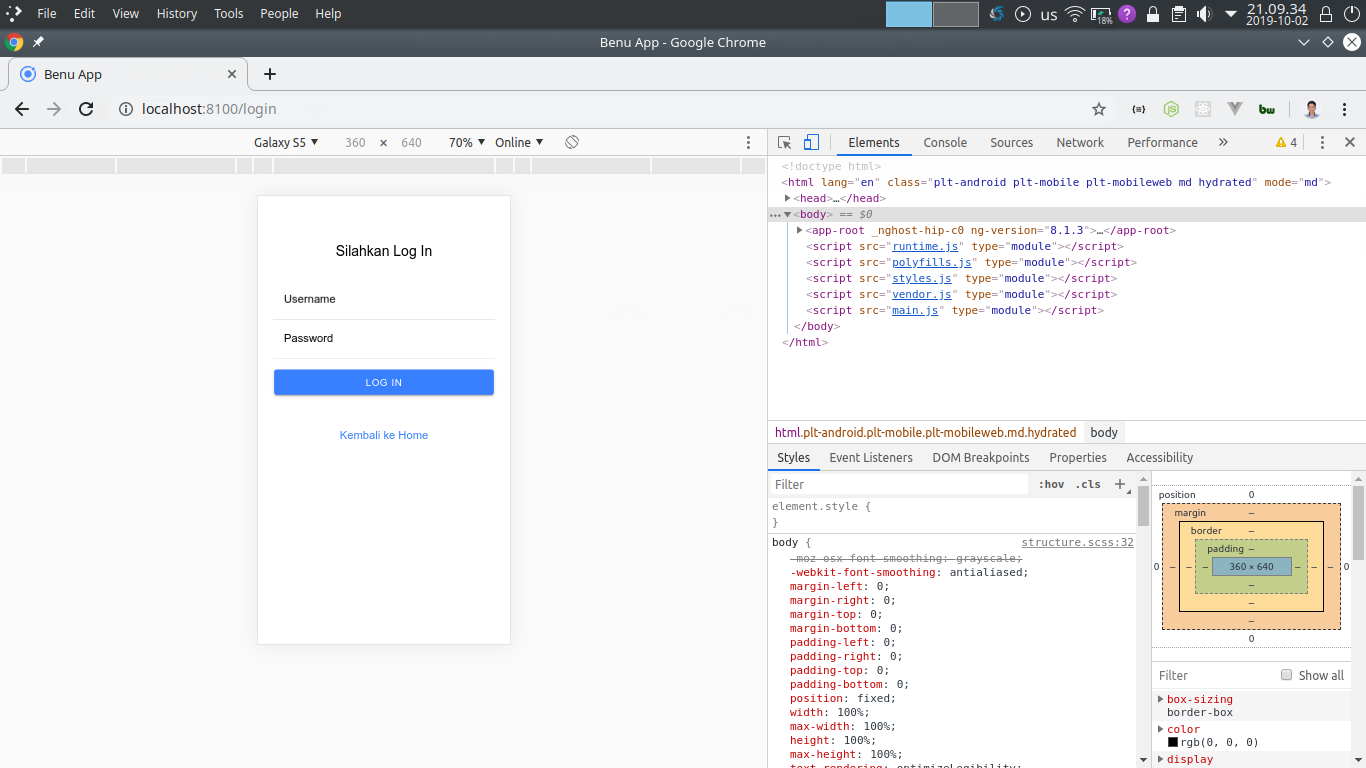 File Edit View History Tools People Help
us 18% ? 21.09.34
2019-10-02
Benu App - Google Chrome
Benu App
localhost:8100/login
bw
Galaxy S5 360 × 640 70% Online
Elements Console Sources Network Performance » 4
Silahkan Log In
Username
Password
LOG IN
Kembali ke Home
<!doctype html>
<html lang="en" class="plt-android plt-mobile plt-mobileweb md hydrated" mode="md">
<head>…</head>
<body> == $0
<app-root _nghost-hip-c0 ng-version="8.1.3">…</app-root>
<script src="runtime.js" type="module"></script>
<script src="polyfills.js" type="module"></script>
<script src="styles.js" type="module"></script>
<script src="vendor.js" type="module"></script>
<script src="main.js" type="module"></script>
</body>
</html>
html.plt-android.plt-mobile.plt-mobileweb.md.hydrated body
Styles Event Listeners DOM Breakpoints Properties Accessibility
Filter :hov .cls +
element.style {
}
body { structure.scss:32
-moz-osx-font-smoothing: grayscale;
-webkit-font-smoothing: antialiased;
margin-left: 0;
margin-right: 0;
margin-top: 0;
margin-bottom: 0;
padding-left: 0;
padding-right: 0;
padding-top: 0;
padding-bottom: 0;
position: fixed;
width: 100%;
max-width: 100%;
height: 100%;
max-height: 100%;
text-rendering: optimizeLegibility;
position 0
margin –
border –
padding –
0 – – – 360 × 640 – – – 0
–
–
–
0
Filter Show all
box-sizing
border-box
color
rgb(0, 0, 0)
display